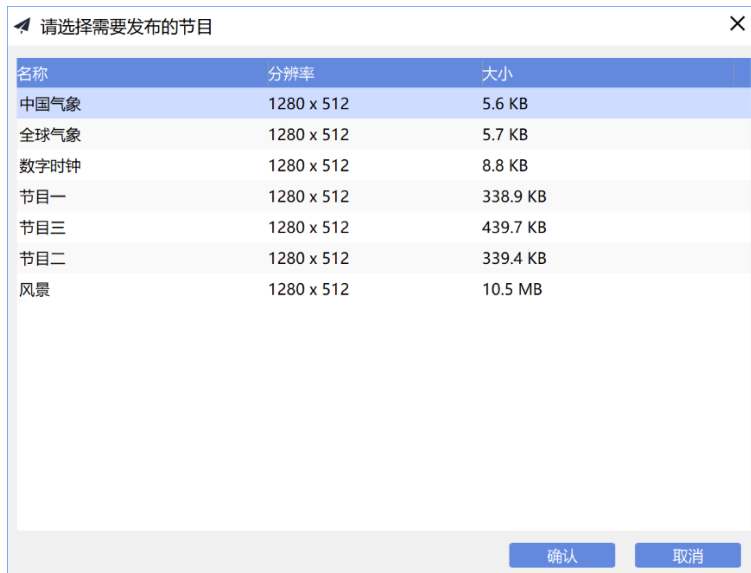 请选择需要发布的节目
名称 分辨率 大小
中国气象 1280 x 512 5.6 KB
全球气象 1280 x 512 5.7 KB
数字时钟 1280 x 512 8.8 KB
节目一 1280 x 512 338.9 KB
节目三 1280 x 512 439.7 KB
节目二 1280 x 512 339.4 KB
风景 1280 x 512 10.5 MB
确认 取消